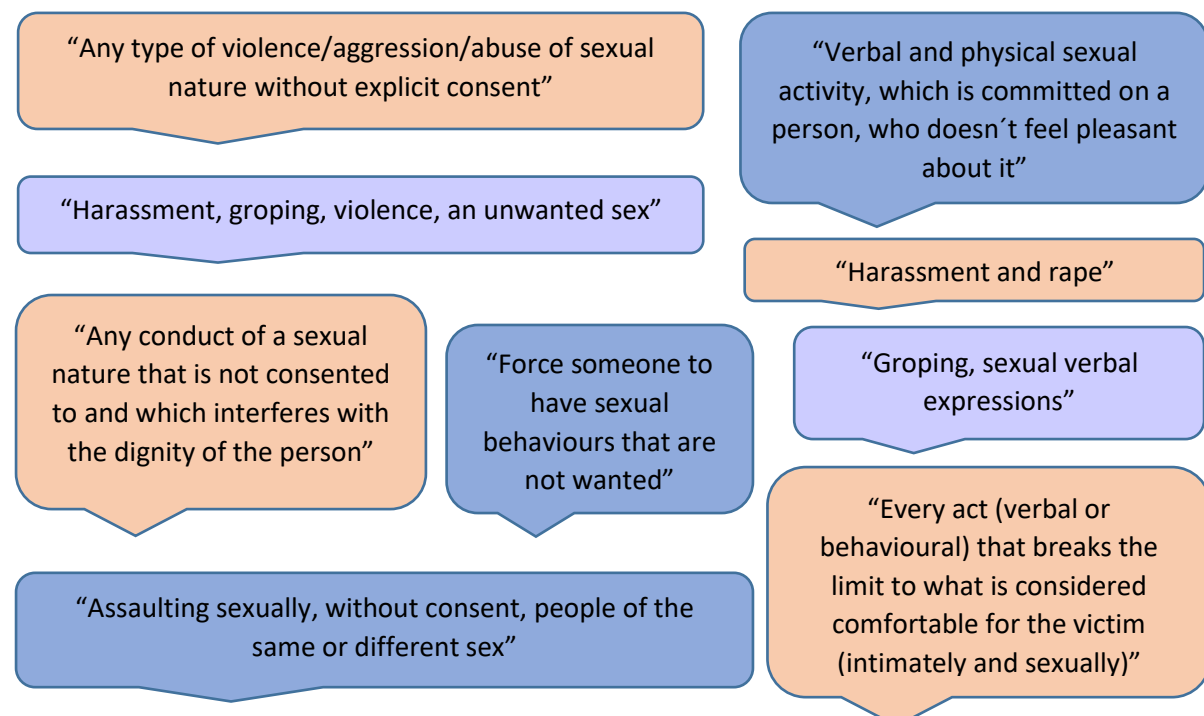 “Any type of violence/aggression/abuse of sexual
nature without explicit consent”
“Verbal and physical sexual
activity, which is committed on a
person, who doesn´t feel pleasant
about it”
“Harassment, groping, violence, an unwanted sex”
“Harassment and rape”
“Any conduct of a sexual
nature that is not consented
to and which interferes with
the dignity of the person”
“Force someone to
have sexual
behaviours that are
not wanted”
“Groping, sexual verbal
expressions”
“Every act (verbal or
behavioural) that breaks the
limit to what is considered
comfortable for the victim
(intimately and sexually)”
“Assaulting sexually, without consent, people of the
same or different sex”